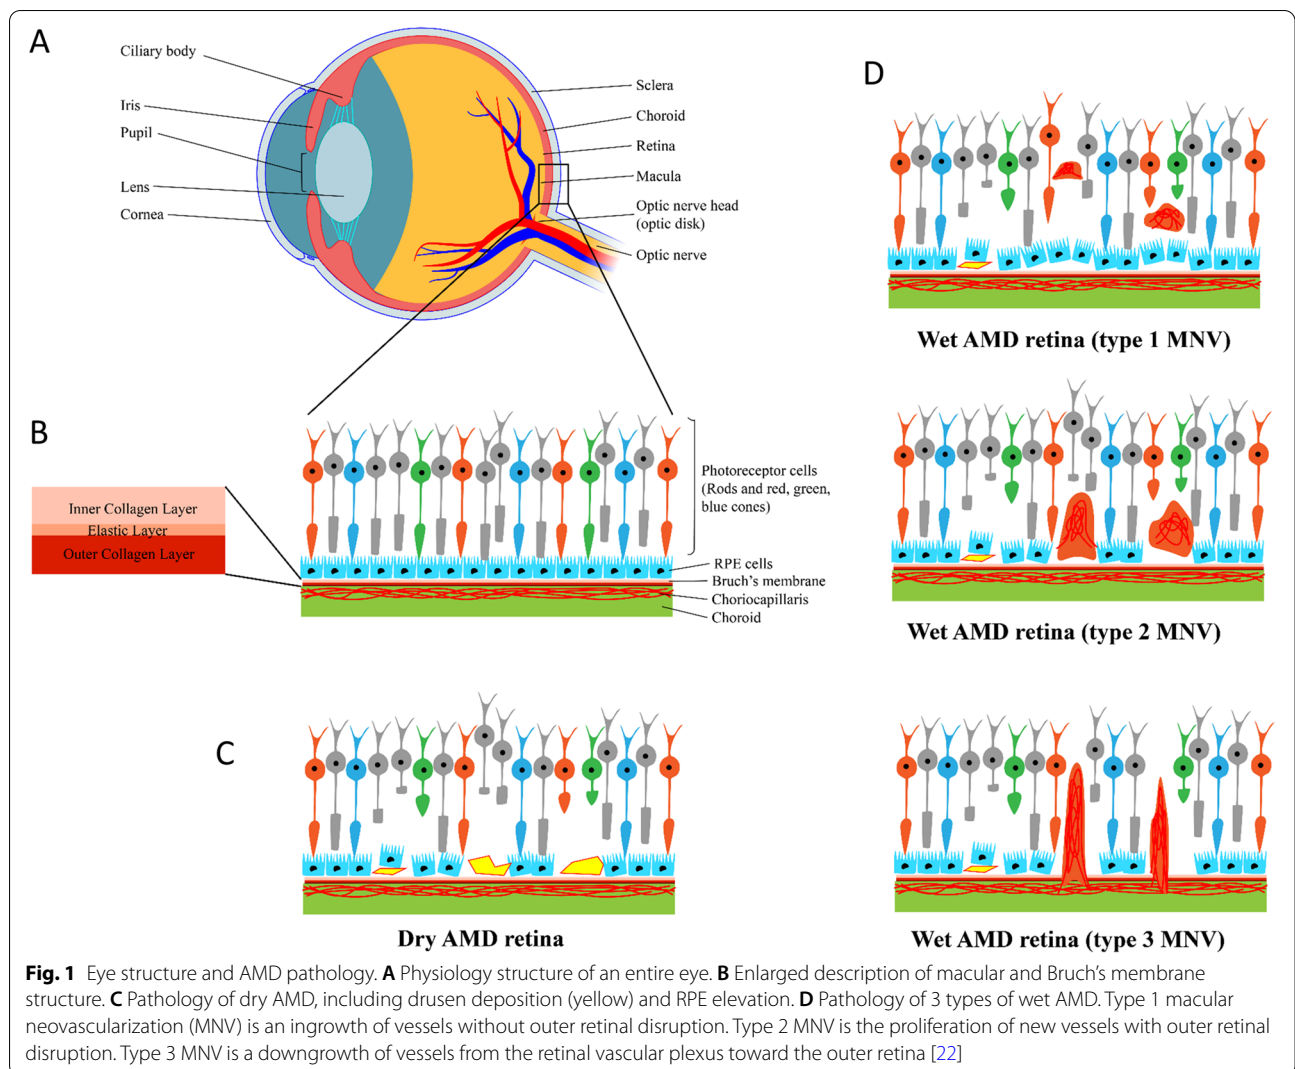 A
Ciliary body
Iris
Pupil
Lens
Cornea
Sclera
Choroid
Retina
Macula
Optic nerve head
(optic disk)
Optic nerve
B
Inner Collagen Layer
Elastic Layer
Outer Collagen Layer
Photoreceptor cells
(Rods and red, green,
blue cones)
RPE cells
Bruch's membrane
Choriocapillaris
Choroid
C
Dry AMD retina
D
Wet AMD retina (type 1 MNV)
Wet AMD retina (type 2 MNV)
Wet AMD retina (type 3 MNV)
Fig. 1 Eye structure and AMD pathology. A Physiology structure of an entire eye. B Enlarged description of macular and Bruch's membrane
structure. C Pathology of dry AMD, including drusen deposition (yellow) and RPE elevation. D Pathology of 3 types of wet AMD. Type 1 macular
neovascularization (MNV) is an ingrowth of vessels without outer retinal disruption. Type 2 MNV is the proliferation of new vessels with outer retinal
disruption. Type 3 MNV is a downgrowth of vessels from the retinal vascular plexus toward the outer retina [22]